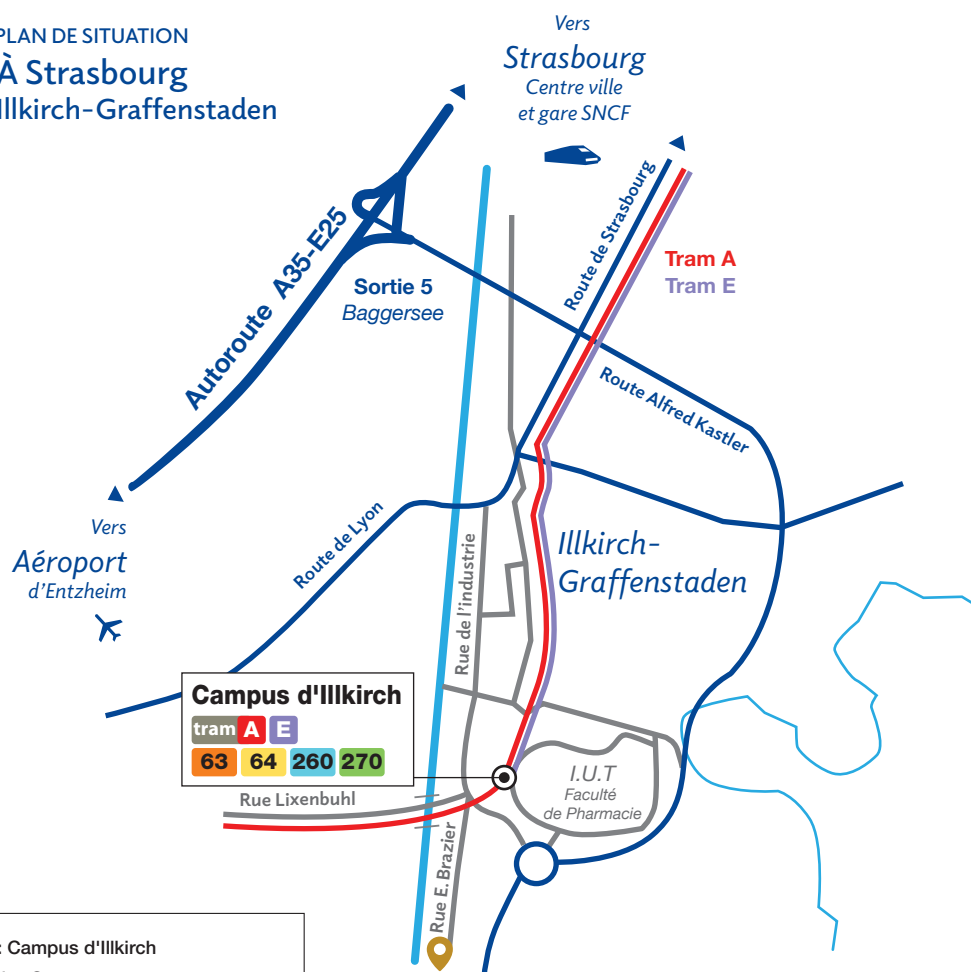 PLAN DE SITUATION
À Strasbourg
Illkirch-Graffenstaden
Vers
Strasbourg
Centre ville
et gare SNCF
Autoroute A35-E25
Sortie 5
Baggersee
Route de Strasbourg
Tram A
Tram E
Route Alfred Kastler
Vers
Aéroport
d'Entzheim
Route de Lyon
Rue de l'industrie
Illkirch-
Graffenstaden
Campus d'Illkirch
tram A E
63 64 260 270
Rue Lixenbuhl
I.U.T
Faculté
de Pharmacie
Rue E. Brazier
: Campus d'Illkirch